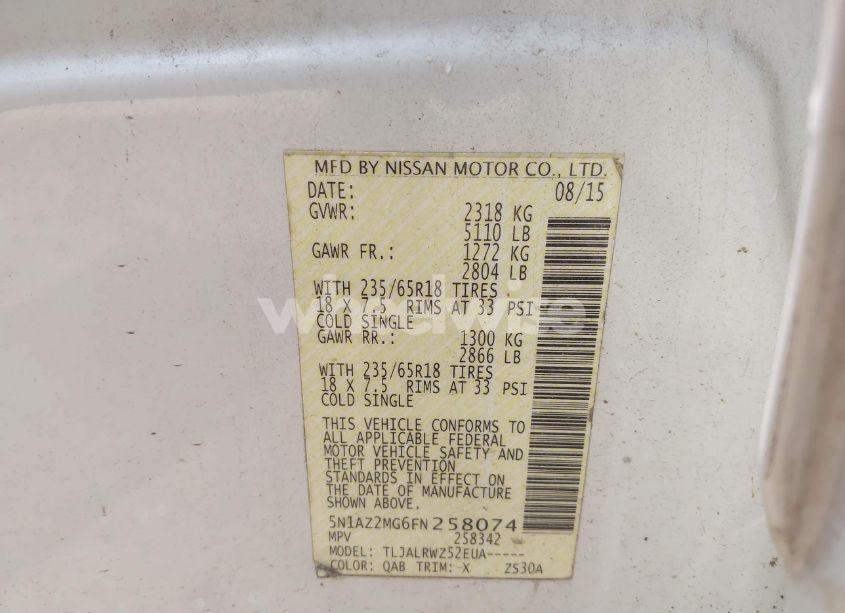 MFD BY NISSAN MOTOR CO., LTD.
DATE: 08/15
GVWR: 2318 KG
5110 LB
GAWR FR.: 1272 KG
2804 LB
WITH 235/65R18 TIRES
18 X 7.5 RIMS AT 33 PSI
COLD SINGLE
GAWR RR.: 1300 KG
2866 LB
WITH 235/65R18 TIRES
18 X 7.5 RIMS AT 33 PSI
COLD SINGLE
THIS VEHICLE CONFORMS TO
ALL APPLICABLE FEDERAL
MOTOR VEHICLE SAFETY AND
THEFT PREVENTION
STANDARDS IN EFFECT ON
THE DATE OF MANUFACTURE
SHOWN ABOVE.
5N1AZ2MG6FN258074
MPV 258342
MODEL: TLJALRWZ52EUA-----
COLOR: QAB TRIM: X ZS30A
wheelwise